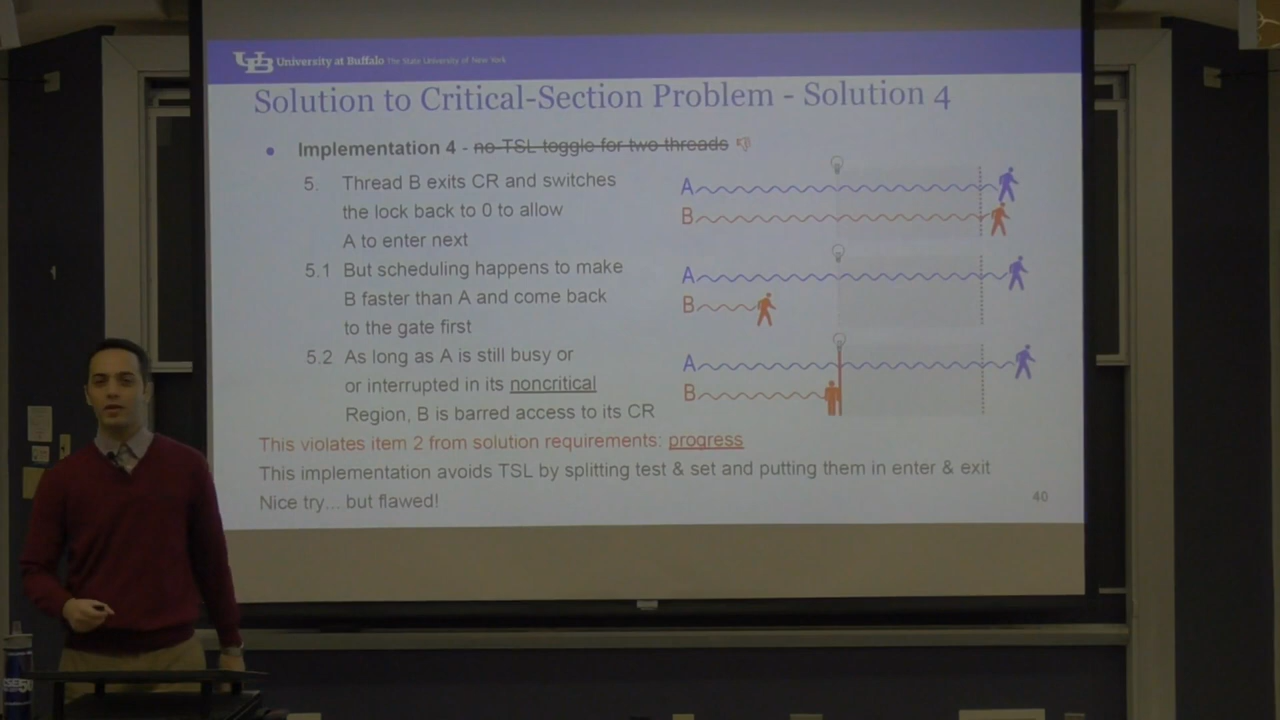 UB University at Buffalo The State University of New York
Solution to Critical-Section Problem - Solution 4
• Implementation 4 - no TSL toggle for two threads
5. Thread B exits CR and switches
the lock back to 0 to allow
A to enter next
5.1 But scheduling happens to make
B faster than A and come back
to the gate first
5.2 As long as A is still busy or
or interrupted in its noncritical
Region, B is barred access to its CR
A
B
A
B
A
B
This violates item 2 from solution requirements: progress
This implementation avoids TSL by splitting test & set and putting them in enter & exit
Nice try... but flawed!
40